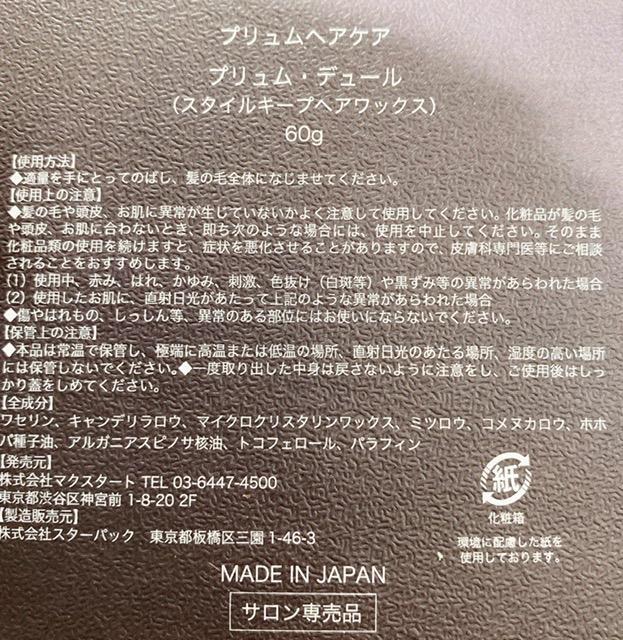 プリュムヘアケア
プリュム・デュール
（スタイルキープヘアワックス）
60g
【使用方法】
◆適量を手にとってのばし、髪の毛全体になじませてください。
【使用上の注意】
◆髪の毛や頭皮、お肌に異常が生じていないかよく注意して使用してください。化粧品が髪の毛
や頭皮、お肌に合わないとき、即ち次のような場合には、使用を中止してください。そのまま
化粧品類の使用を続けますと、症状を悪化させることがありますので、皮膚科専門医等にご相談
されることをおすすめします。
(1) 使用中、赤み、はれ、かゆみ、刺激、色抜け（白斑等）や黒ずみ等の異常があらわれた場合
(2) 使用したお肌に、直射日光があたって上記のような異常があらわれた場合
◆傷やはれもの、しっしん等、異常のある部位にはお使いにならないでください。
【保管上の注意】
◆本品は常温で保管し、極端に高温または低温の場所、直射日光のあたる場所、湿度の高い場所
には保管しないでください。◆一度取り出した中身は戻さないように注意をし、ご使用後はしっ
かり蓋をしめてください。
【全成分】
ワセリン、キャンデリラロウ、マイクロクリスタリンワックス、ミツロウ、コメヌカロウ、ホホ
バ種子油、アルガニアスピノサ核油、トコフェロール、パラフィン
【発売元】
株式会社マクスタート TEL 03-6447-4500
東京都渋谷区神宮前 1-8-20 2F
【製造販売元】
株式会社スターパック 東京都板橋区三園 1-46-3
紙
化粧箱
環境に配慮した紙を
使用しております。
MADE IN JAPAN
サロン専売品